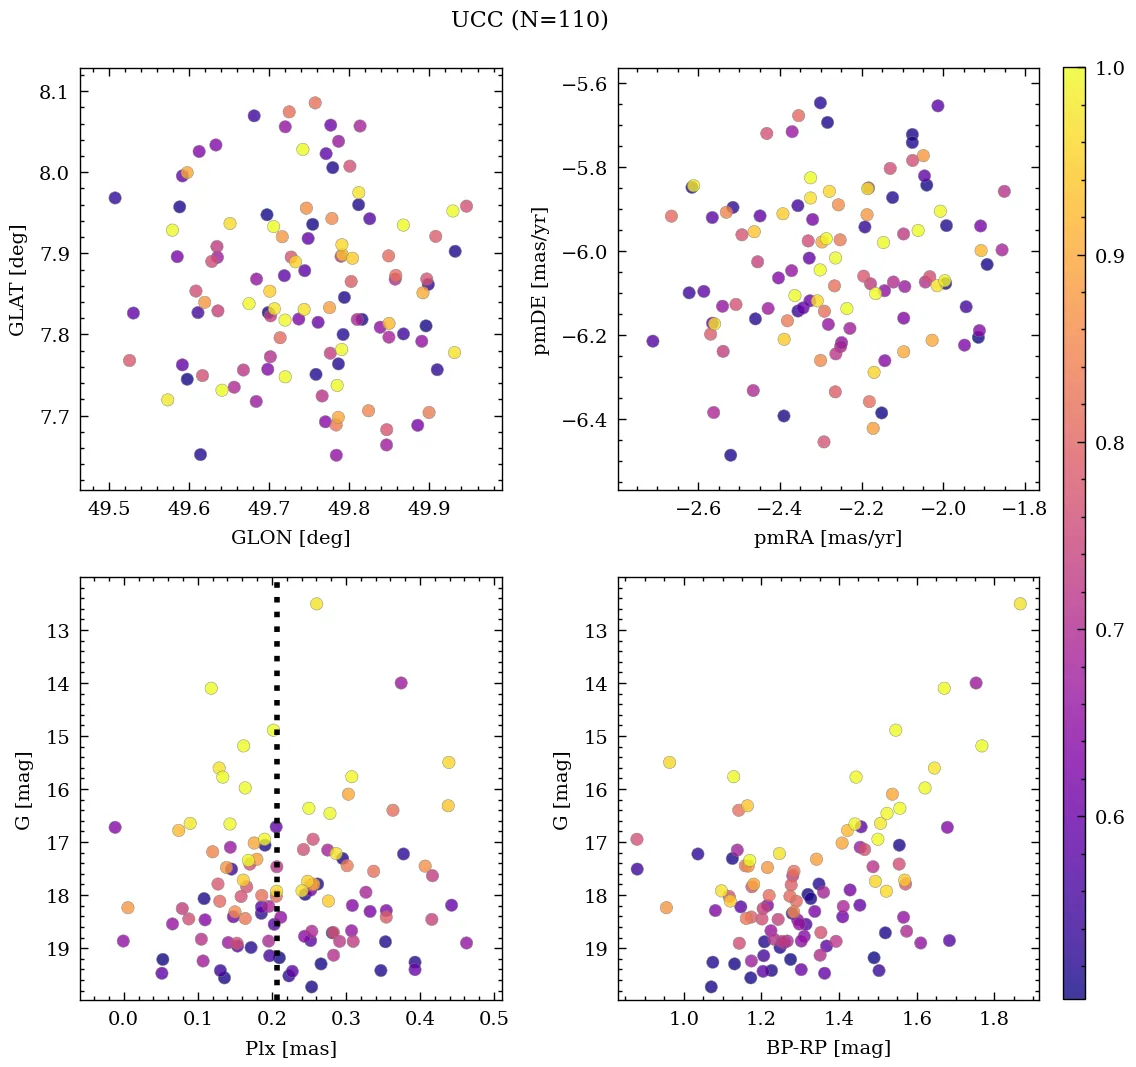 UCC (N=110)
8.1
8.0
7.9
7.8
7.7
GLAT [deg]
49.5 49.6 49.7 49.8 49.9
GLON [deg]
−5.6
−5.8
−6.0
−6.2
−6.4
pmDE [mas/yr]
−2.6 −2.4 −2.2 −2.0 −1.8
pmRA [mas/yr]
1.0
0.9
0.8
0.7
0.6
13
14
15
16
17
18
19
G [mag]
0.0 0.1 0.2 0.3 0.4 0.5
Plx [mas]
13
14
15
16
17
18
19
G [mag]
1.0 1.2 1.4 1.6 1.8
BP-RP [mag]